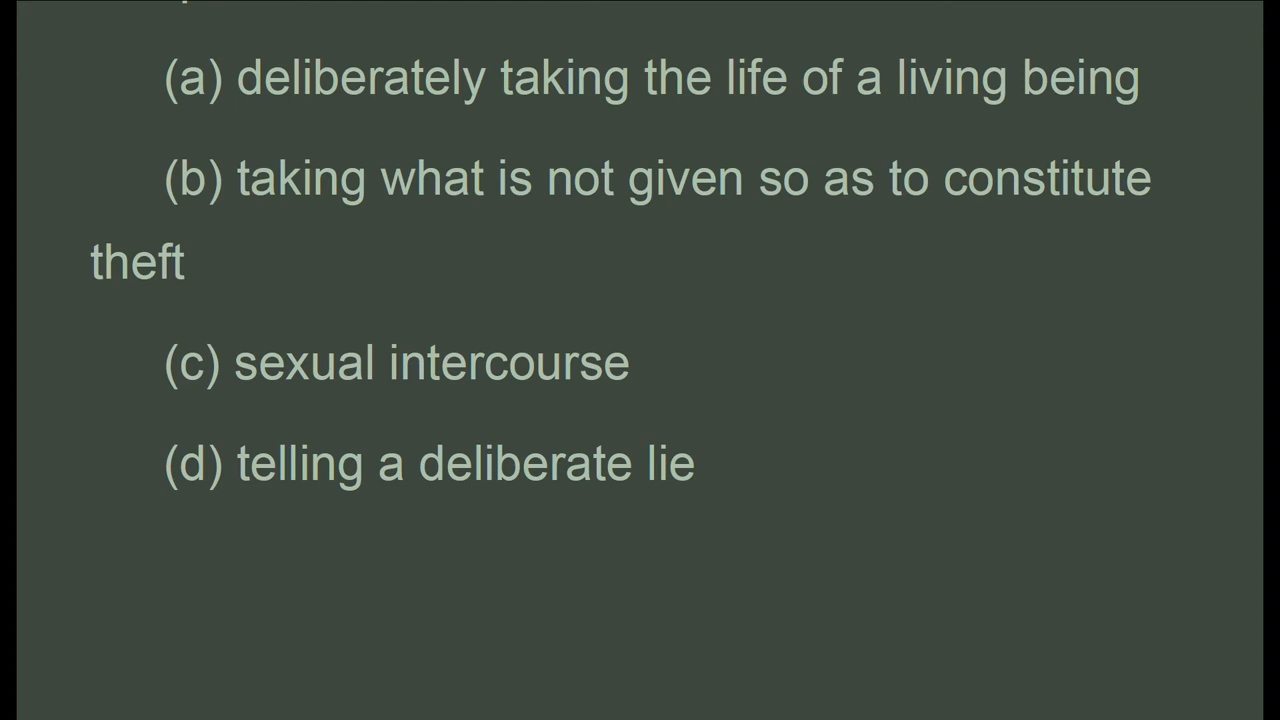 (a) deliberately taking the life of a living being
(b) taking what is not given so as to constitute
theft
(c) sexual intercourse
(d) telling a deliberate lie